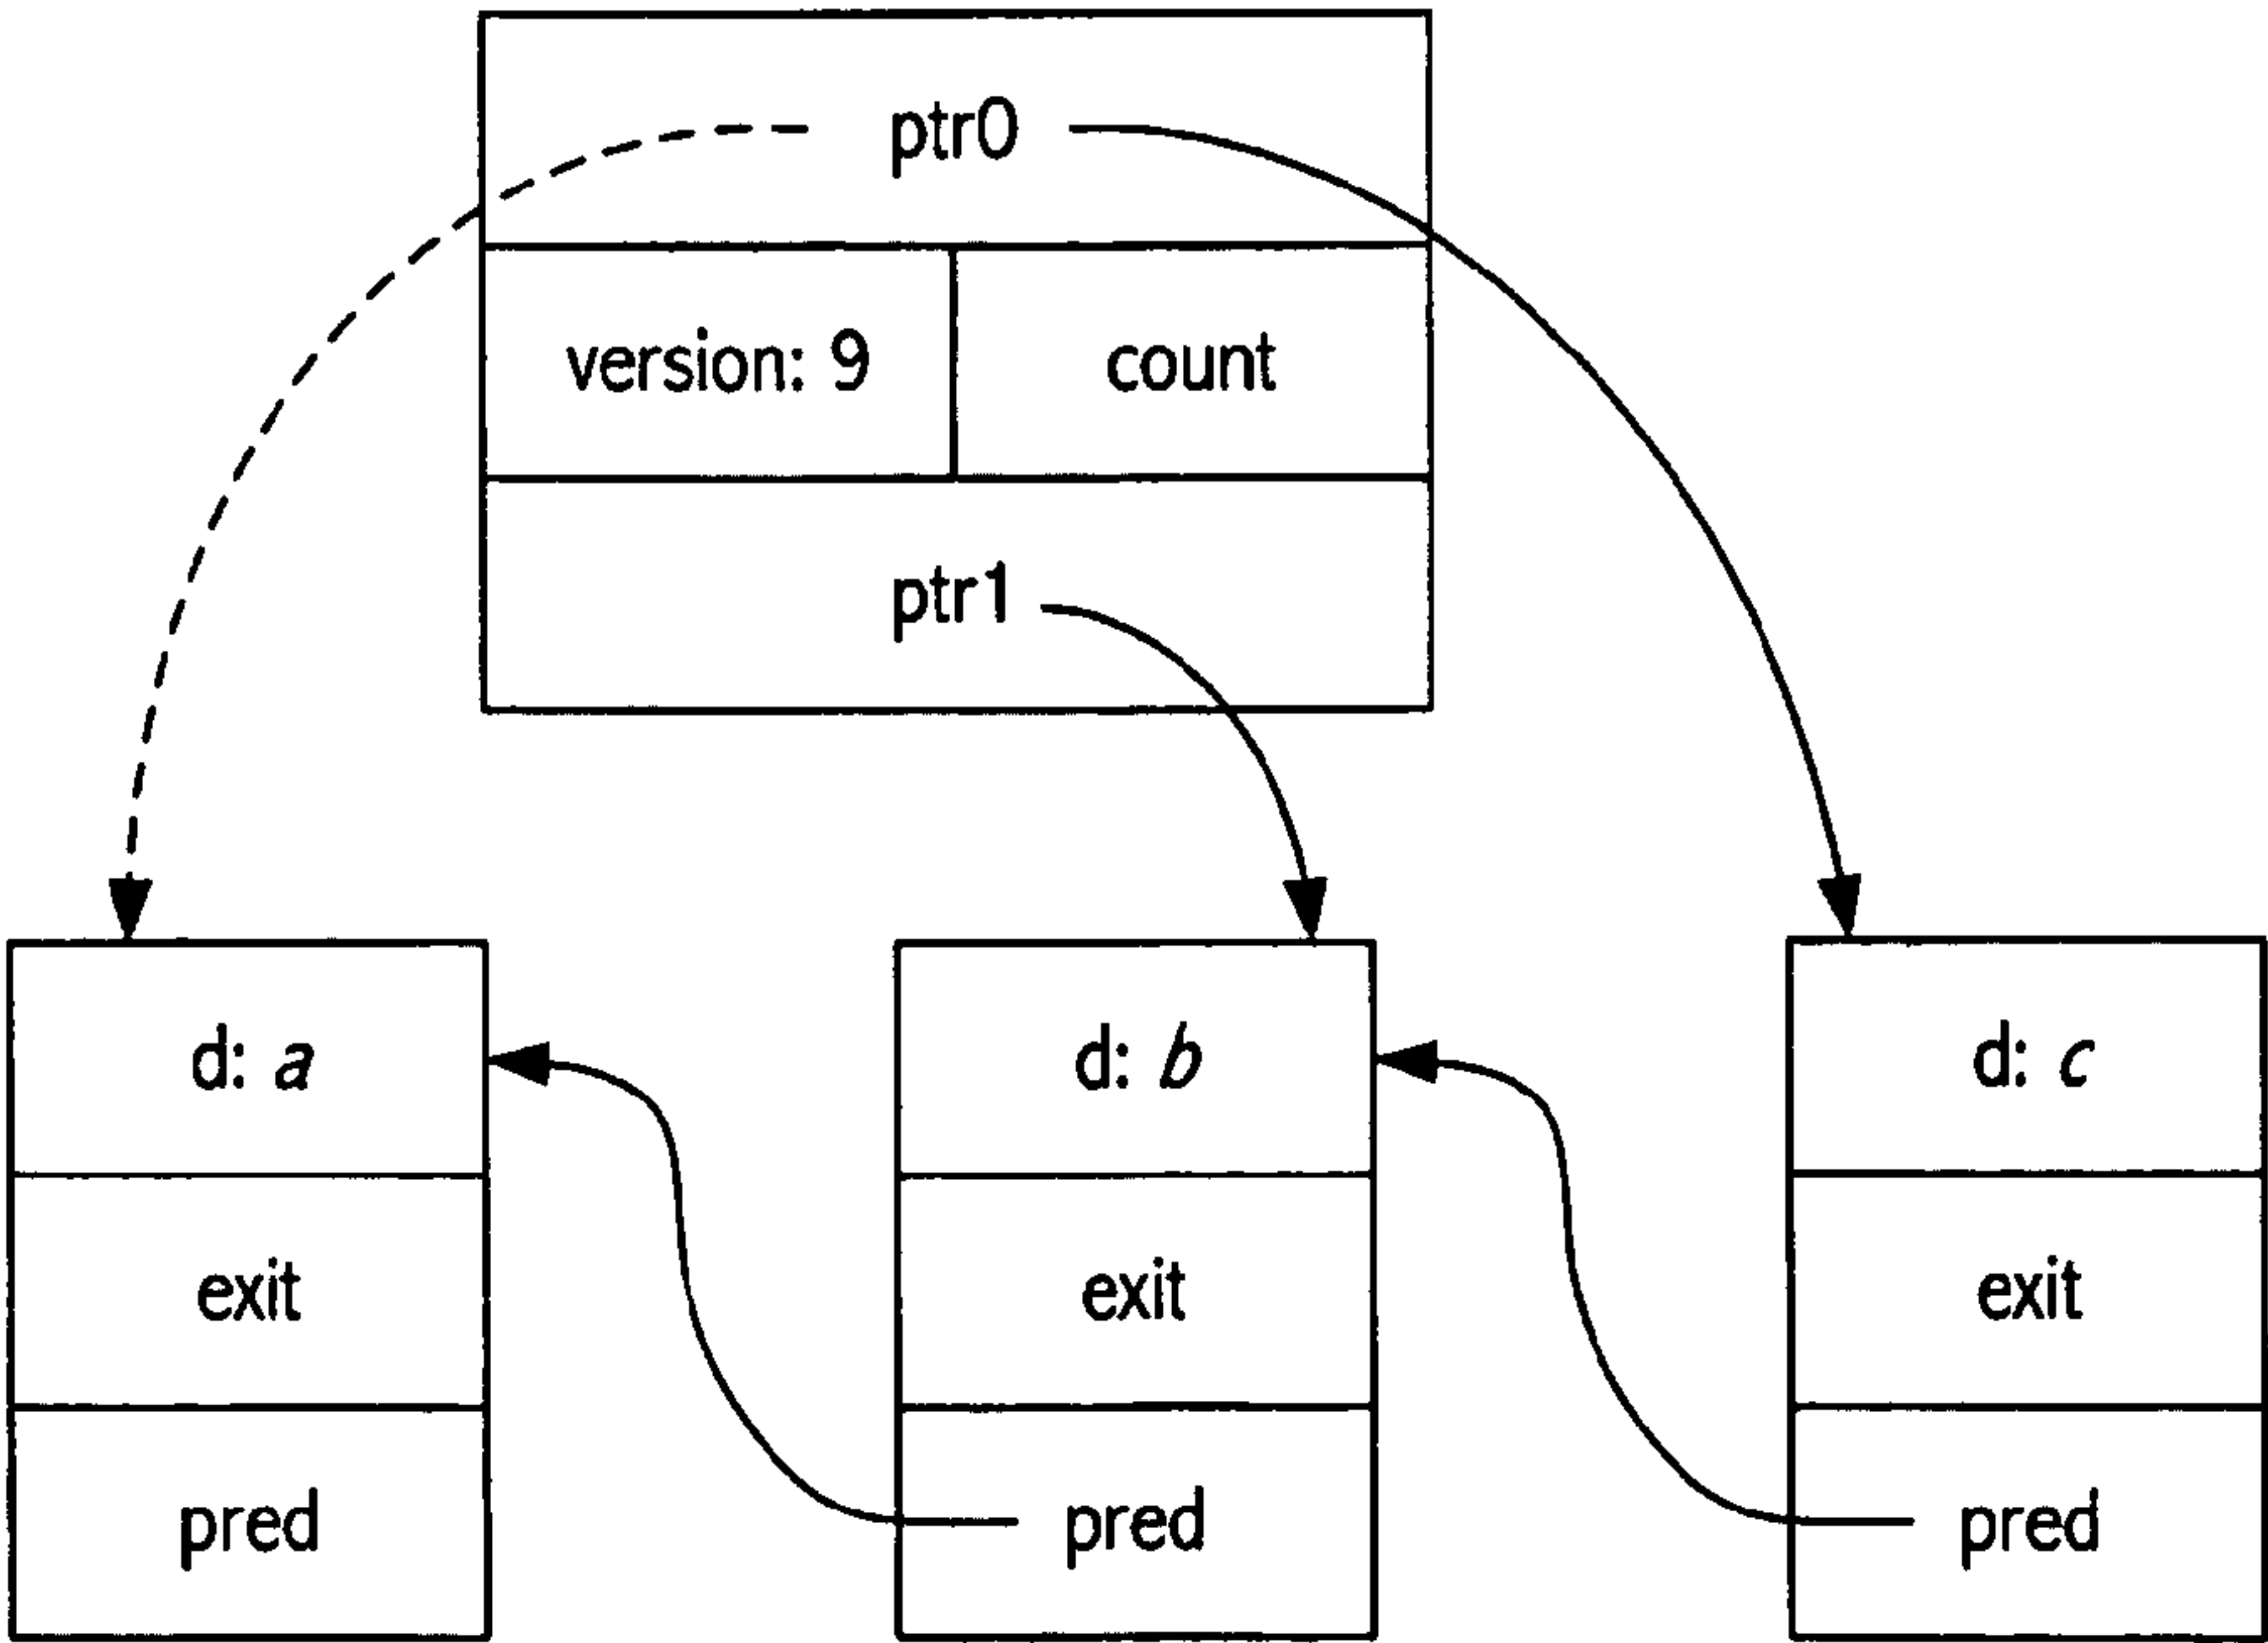 ptr0
version: 9 count
ptr1
d: a d: b d: c
exit exit exit
pred pred pred